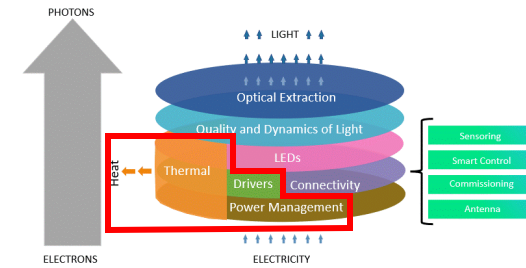 PHOTONS
LIGHT
Optical Extraction
Quality and Dynamics of Light
LEDs
Heat
Thermal
Drivers
Connectivity
Power Management
Sensoring
Smart Control
Commissioning
Antenna
ELECTRONS
ELECTRICITY